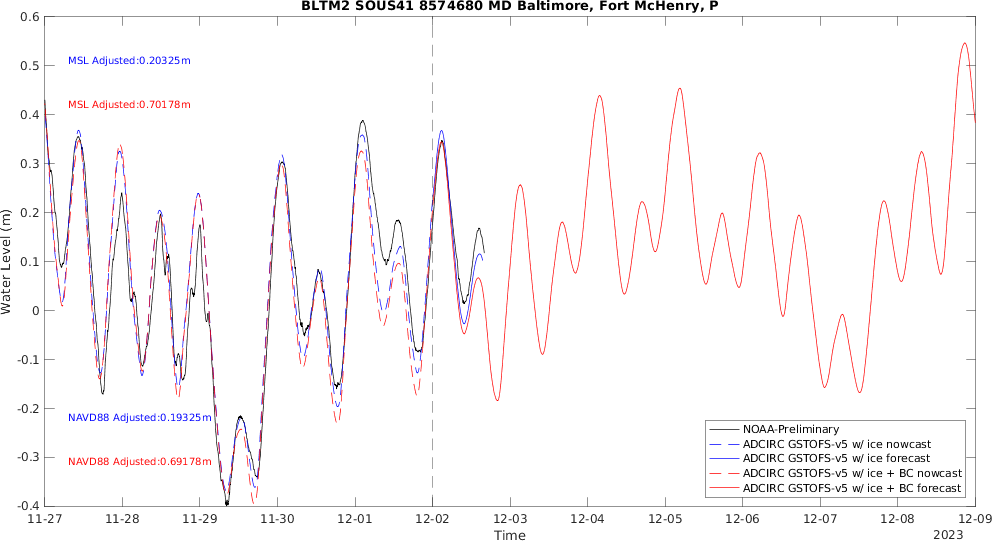 BLTM2 SOUS41 8574680 MD Baltimore, Fort McHenry, P
0.6
0.5
0.4
0.3
0.2
0.1
0
-0.1
-0.2
-0.3
-0.4
Water Level (m)
MSL Adjusted:0.20325m
MSL Adjusted:0.70178m
NAVD88 Adjusted:0.19325m
NAVD88 Adjusted:0.69178m
NOAA-Preliminary
ADCIRC GSTOFS-v5 w/ ice nowcast
ADCIRC GSTOFS-v5 w/ ice forecast
ADCIRC GSTOFS-v5 w/ ice + BC nowcast
ADCIRC GSTOFS-v5 w/ ice + BC forecast
11-27 11-28 11-29 11-30 12-01 12-02 12-03 12-04 12-05 12-06 12-07 12-08 12-09
Time
2023